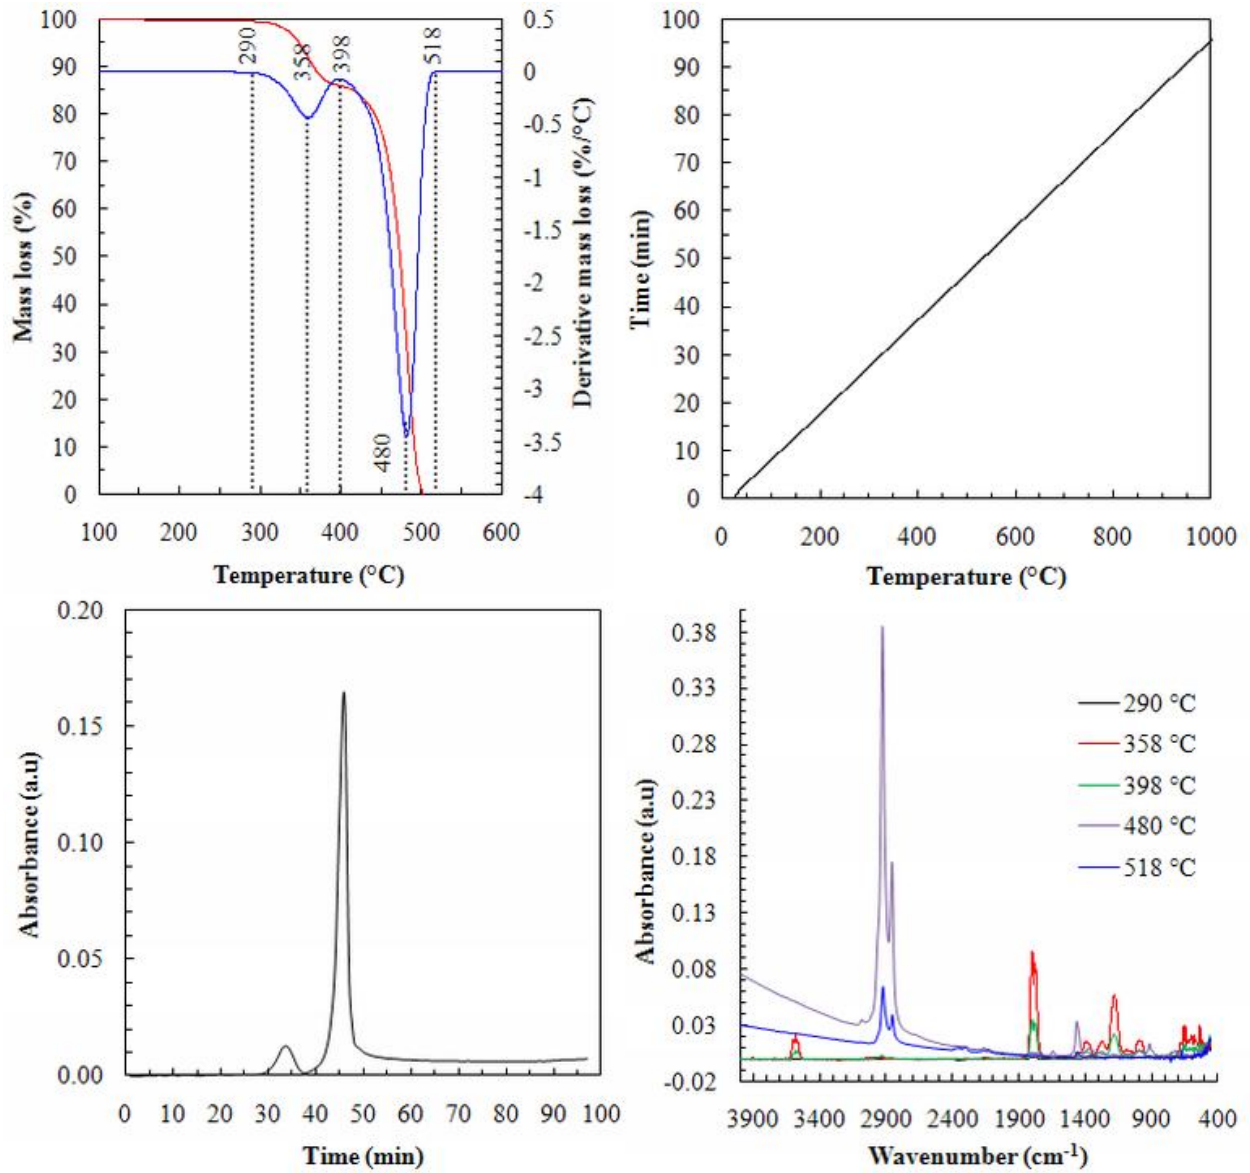 100
90
80
70
60
50
40
30
20
10
0
Mass loss (%)
290
358
398
518
480
0.5
0
-0.5
-1
-1.5
-2
-2.5
-3
-3.5
-4
Derivative mass loss (%/°C)
100 200 300 400 500 600
Temperature (°C)
100
90
80
70
60
50
40
30
20
10
0
Time (min)
0 200 400 600 800 1000
Temperature (°C)
0.20
0.15
0.10
0.05
0.00
Absorbance (a.u)
0 10 20 30 40 50 60 70 80 90 100
Time (min)
0.38
0.33
0.28
0.23
0.18
0.13
0.08
0.03
-0.02
Absorbance (a.u)
290 °C
358 °C
398 °C
480 °C
518 °C
3900 3400 2900 2400 1900 1400 900 400
Wavenumber (cm-1)